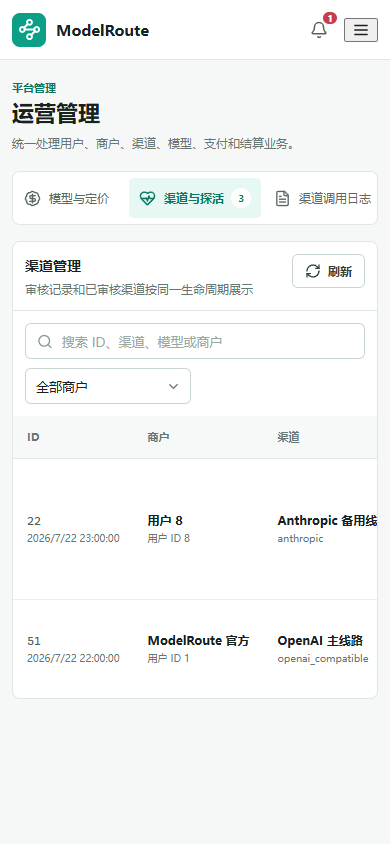 ModelRoute
1
平台管理
运营管理
统一处理用户、商户、渠道、模型、支付和结算业务。
模型与定价
渠道与探活 3
渠道调用日志
渠道管理
审核记录和已审核渠道按同一生命周期展示
刷新
搜索 ID、渠道、模型或商户
全部商户
ID 商户 渠道
22 用户 8 Anthropic 备用线
2026/7/22 23:00:00 用户 ID 8 anthropic
51 ModelRoute 官方 OpenAI 主线路
2026/7/22 22:00:00 用户 ID 1 openai_compatible